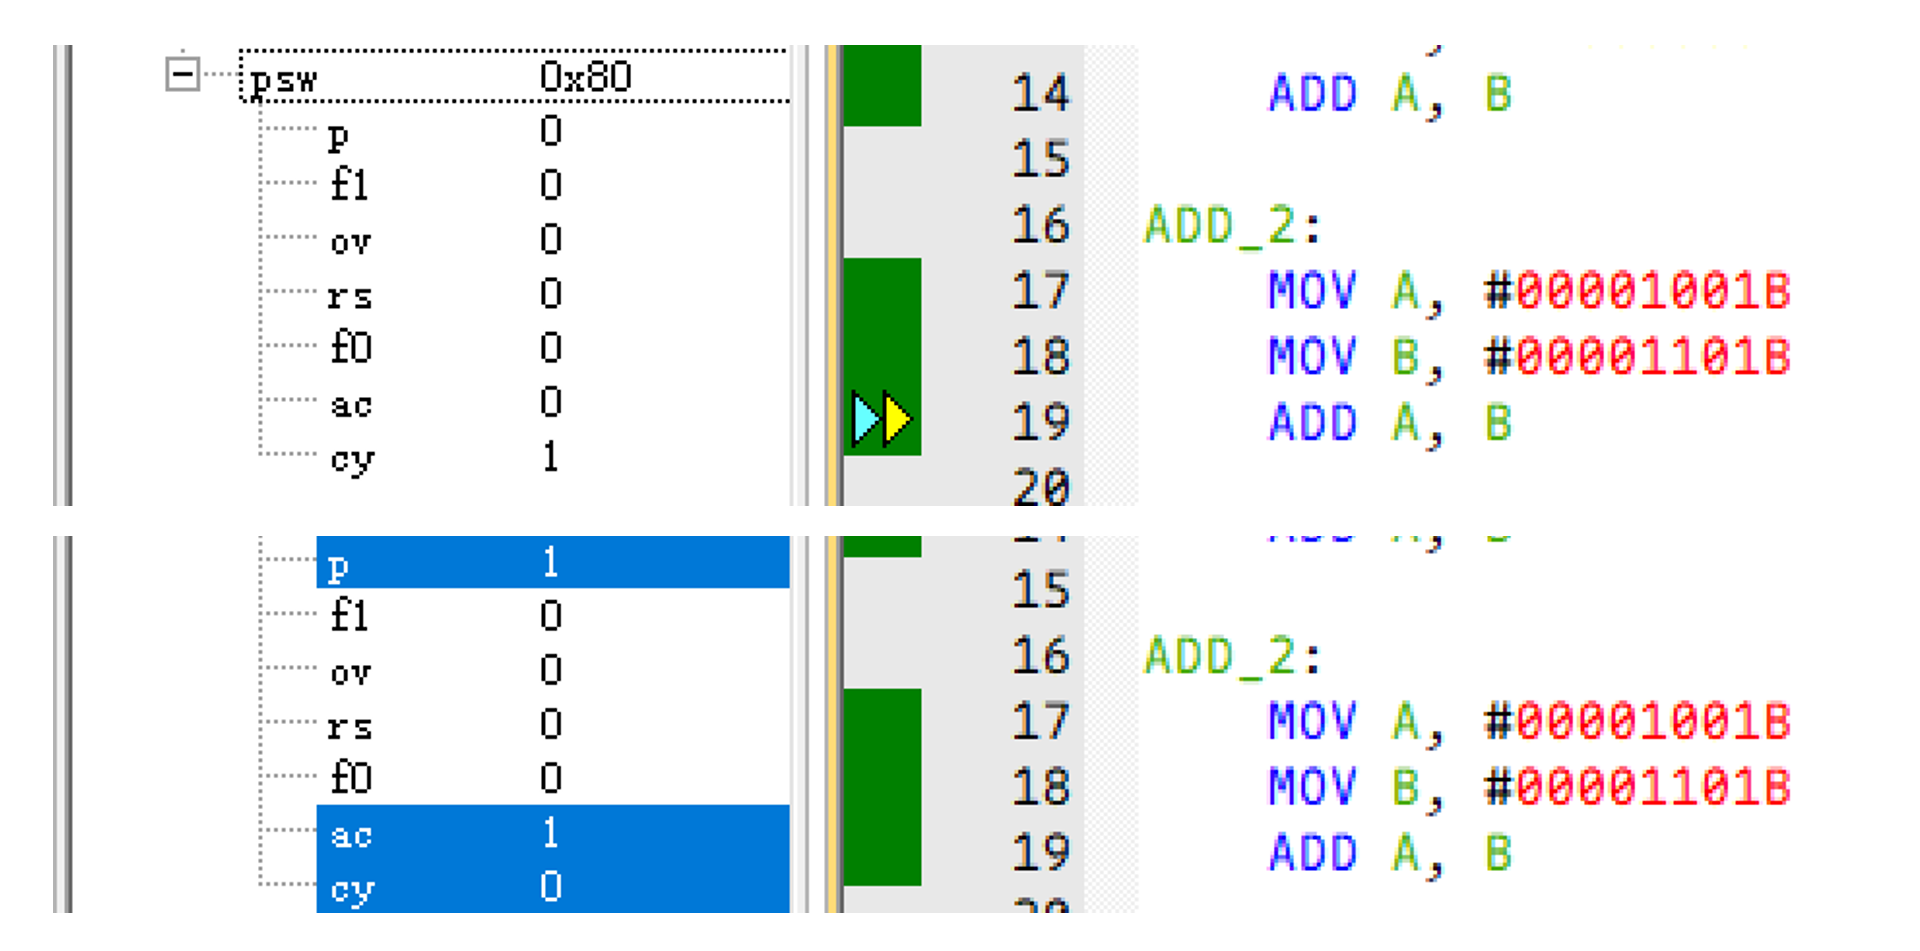 psw 0x80
p 0
f1 0
ov 0
rs 0
f0 0
ac 0
cy 1
14 ADD A, B
15
16 ADD_2:
17 MOV A, #00001001B
18 MOV B, #00001101B
19 ADD A, B
20
p 1
f1 0
ov 0
rs 0
f0 0
ac 1
cy 0
15
16 ADD_2:
17 MOV A, #00001001B
18 MOV B, #00001101B
19 ADD A, B